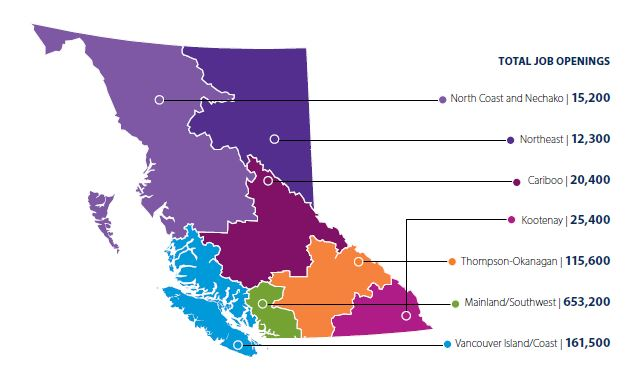 TOTAL JOB OPENINGS
North Coast and Nechako | 15,200
Northeast | 12,300
Cariboo | 20,400
Kootenay | 25,400
Thompson-Okanagan | 115,600
Mainland/Southwest | 653,200
Vancouver Island/Coast | 161,500